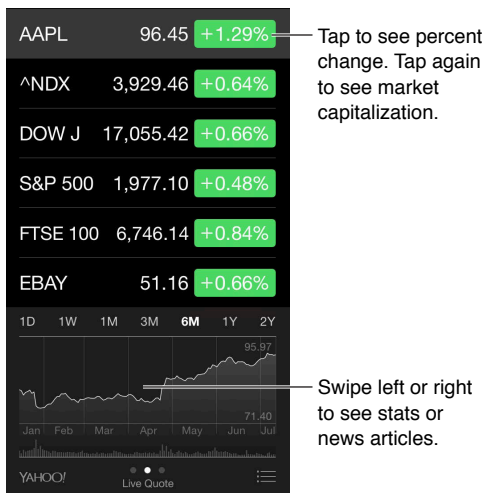 AAPL 96.45 +1.29%
^NDX 3,929.46 +0.64%
DOW J 17,055.42 +0.66%
S&P 500 1,977.10 +0.48%
FTSE 100 6,746.14 +0.84%
EBAY 51.16 +0.66%
1D 1W 1M 3M 6M 1Y 2Y
95.97
71.40
Jan Feb Mar Apr May Jun Jul
YAHOO!
Live Quote
Tap to see percent
change. Tap again
to see market
capitalization.
Swipe left or right
to see stats or
news articles.